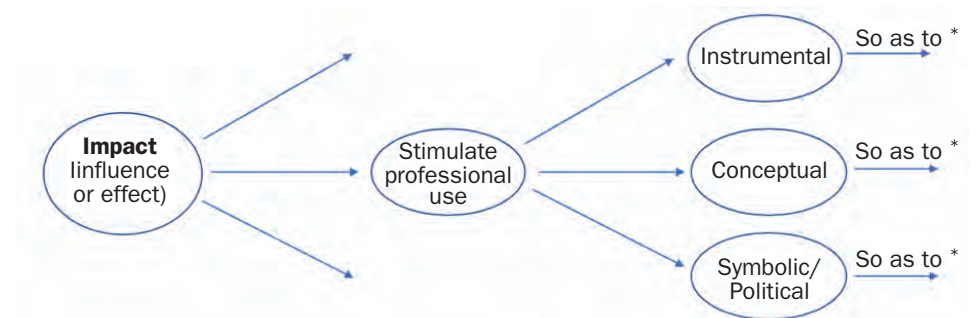 Impact
Iinfluence
or effect)
Stimulate
professional
use
Instrumental
So as to *
Conceptual
So as to *
Symbolic/
Political
So as to *